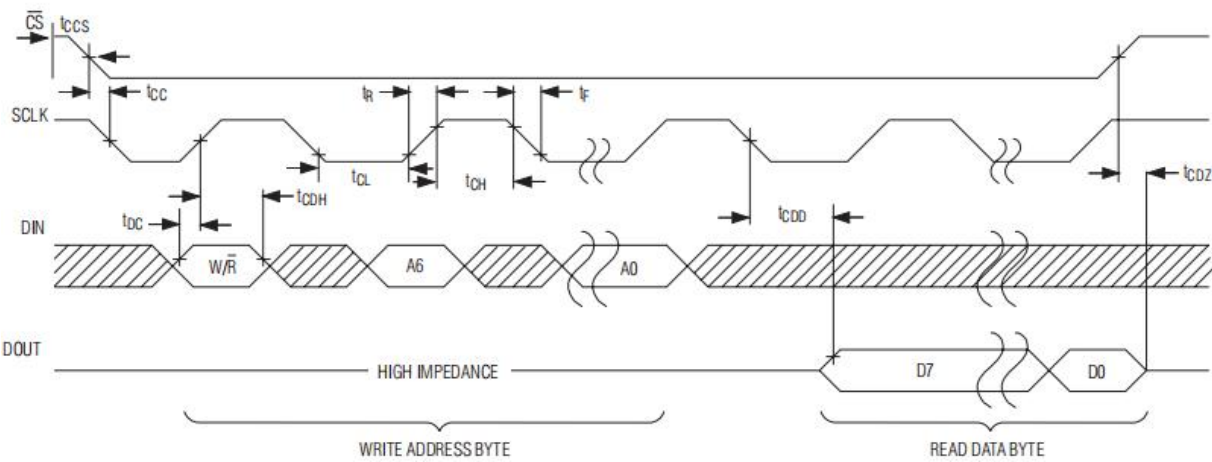 C̅S̅ tCCS
tCC tR tF
SCLK
tCL tCH tCDZ
tCDH
tDC tCDD
DIN
W/R̅ A6 A0
DOUT
HIGH IMPEDANCE D7 D0
WRITE ADDRESS BYTE READ DATA BYTE